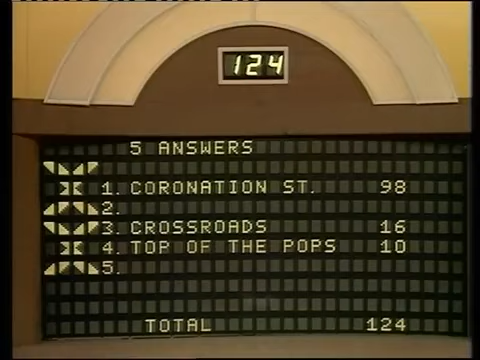 124
5 ANSWERS
1. CORONATION ST. 98
2.
3. CROSSROADS 16
4. TOP OF THE POPS 10
5.
TOTAL 124